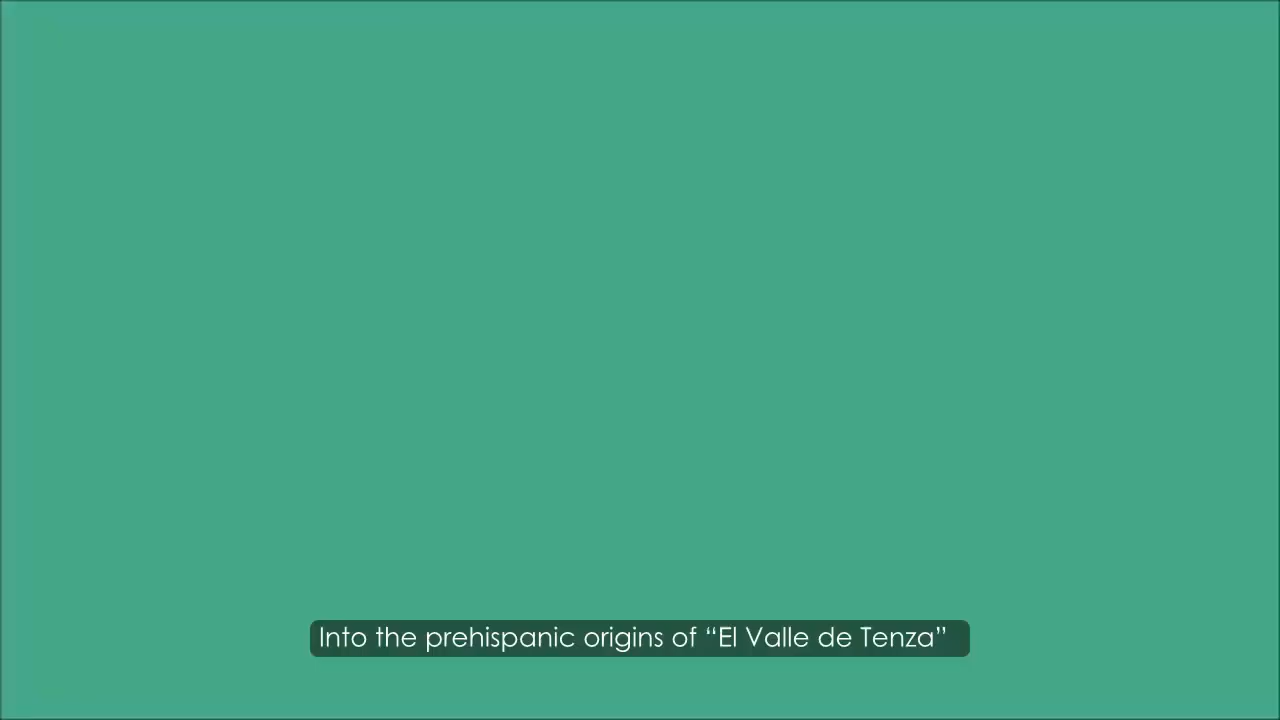 Into the prehispanic origins of “El Valle de Tenza”